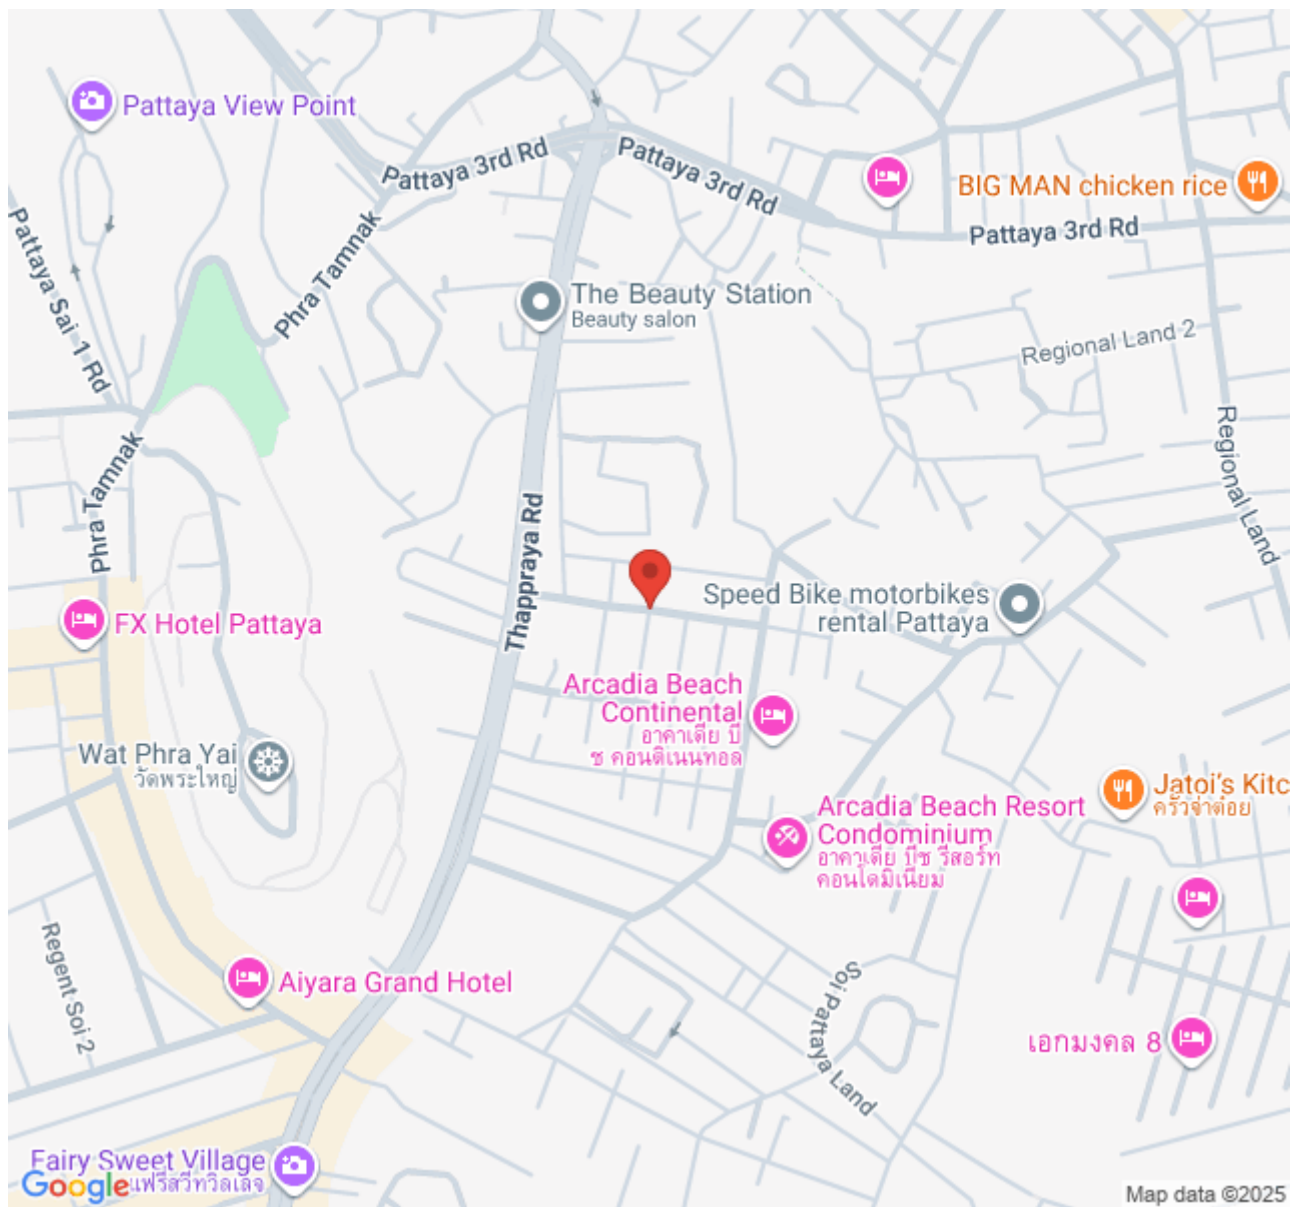 Pattaya View Point
Pattaya 3rd Rd
Pattaya 3rd Rd
BIG MAN chicken rice
Pattaya 3rd Rd
Pattaya Sai 1 Rd
Phra Tamnak
The Beauty Station
Beauty salon
Regional Land 2
Phra Tamnak
Regional Land
Thappraya Rd
FX Hotel Pattaya
Speed Bike motorbikes
rental Pattaya
Arcadia Beach
Continental
อาคาเดีย บี
ช คอนติเนนทอล
Wat Phra Yai
วัดพระใหญ่
Jatoi's Kitc
ครัวจ่าต๋อย
Arcadia Beach Resort
Condominium
อาคาเดีย บีช รีสอร์ท
คอนโดมิเนียม
Regent Soi 2
Aiyara Grand Hotel
Soi Pattaya Land
เอกมงคล 8
Fairy Sweet Village
แฟรีสวีทวิลเลจ
Google
Map data ©2025